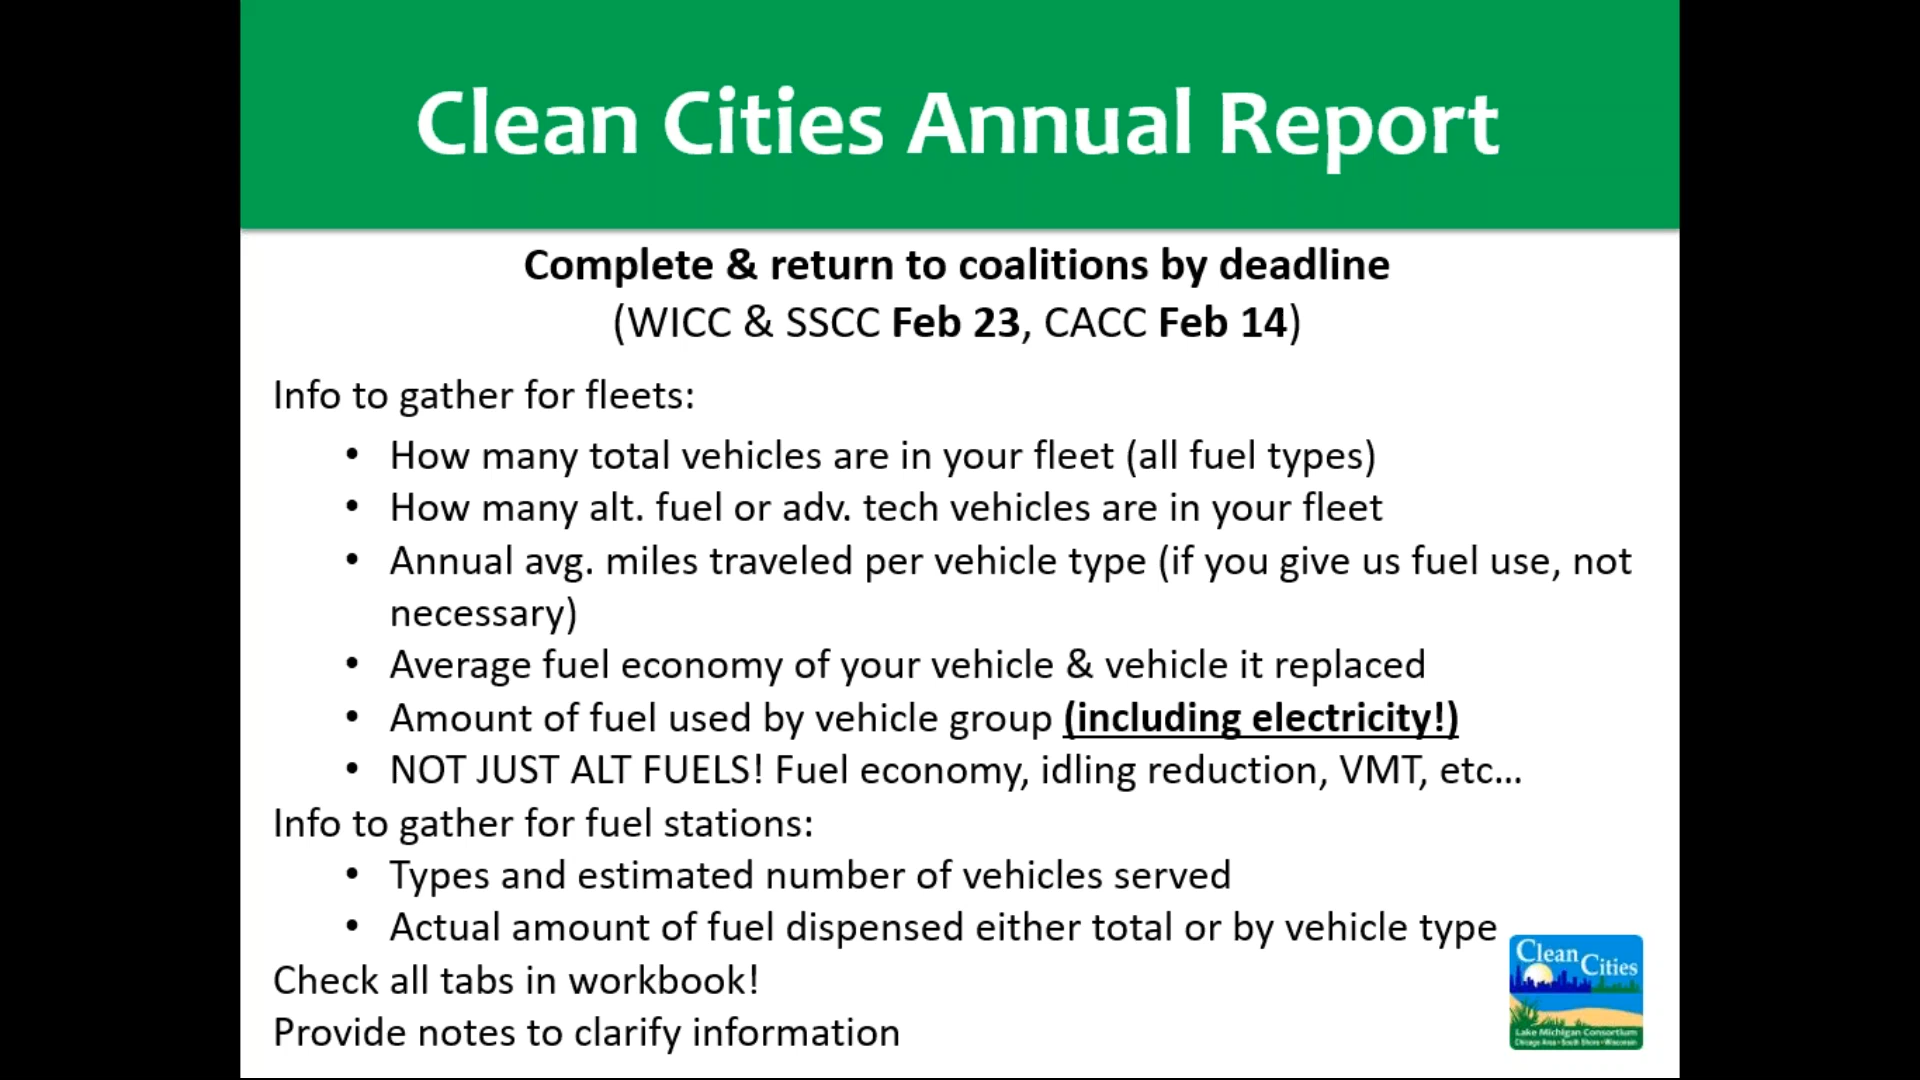 Clean Cities Annual Report
Complete & return to coalitions by deadline
(WICC & SSCC Feb 23, CACC Feb 14)
Info to gather for fleets:
• How many total vehicles are in your fleet (all fuel types)
• How many alt. fuel or adv. tech vehicles are in your fleet
• Annual avg. miles traveled per vehicle type (if you give us fuel use, not
necessary)
• Average fuel economy of your vehicle & vehicle it replaced
• Amount of fuel used by vehicle group (including electricity!)
• NOT JUST ALT FUELS! Fuel economy, idling reduction, VMT, etc...
Info to gather for fuel stations:
• Types and estimated number of vehicles served
• Actual amount of fuel dispensed either total or by vehicle type
Check all tabs in workbook!
Provide notes to clarify information
Clean Cities
Lake Michigan Consortium
Chicago Area • South Shore • Wisconsin